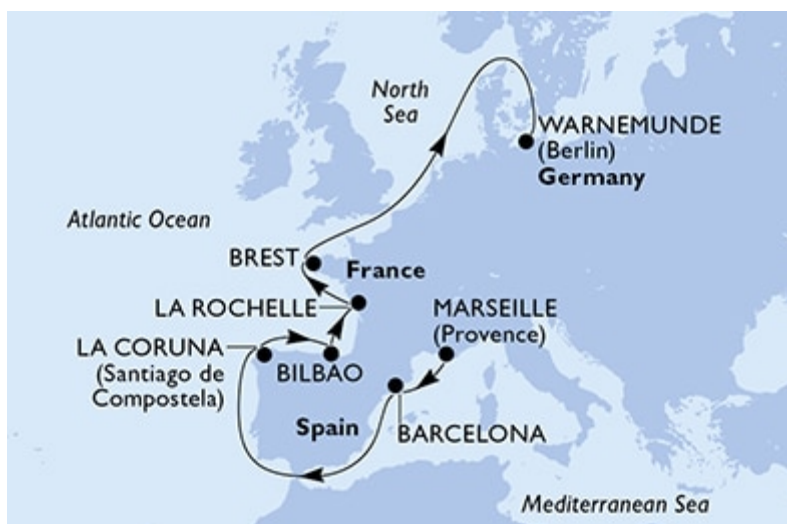 North
Sea
WARNEMUNDE
(Berlin)
Germany
Atlantic Ocean
BREST
France
LA ROCHELLE
MARSEILLE
(Provence)
LA CORUNA
(Santiago de
Compostela)
BILBAO
Spain
BARCELONA
Mediterranean Sea